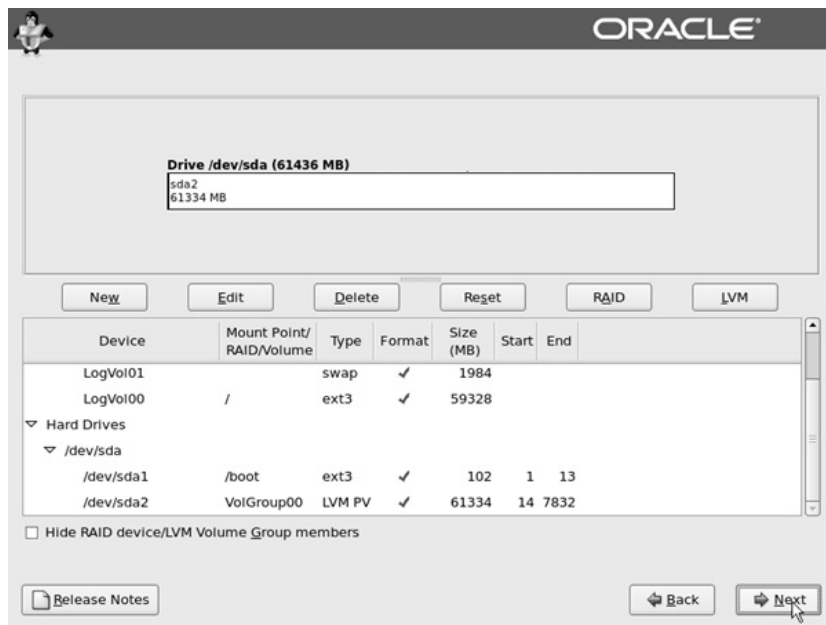 ORACLE
Drive /dev/sda (61436 MB)
sda2
61334 MB
New Edit Delete Reset RAID LVM
Device Mount Point/ RAID/Volume Type Format Size (MB) Start End
LogVol01 swap 1984
LogVol00 / ext3 59328
Hard Drives
/dev/sda
/dev/sda1 /boot ext3 102 1 13
/dev/sda2 VolGroup00 LVM PV 61334 14 7832
Hide RAID device/LVM Volume Group members
Release Notes Back Next